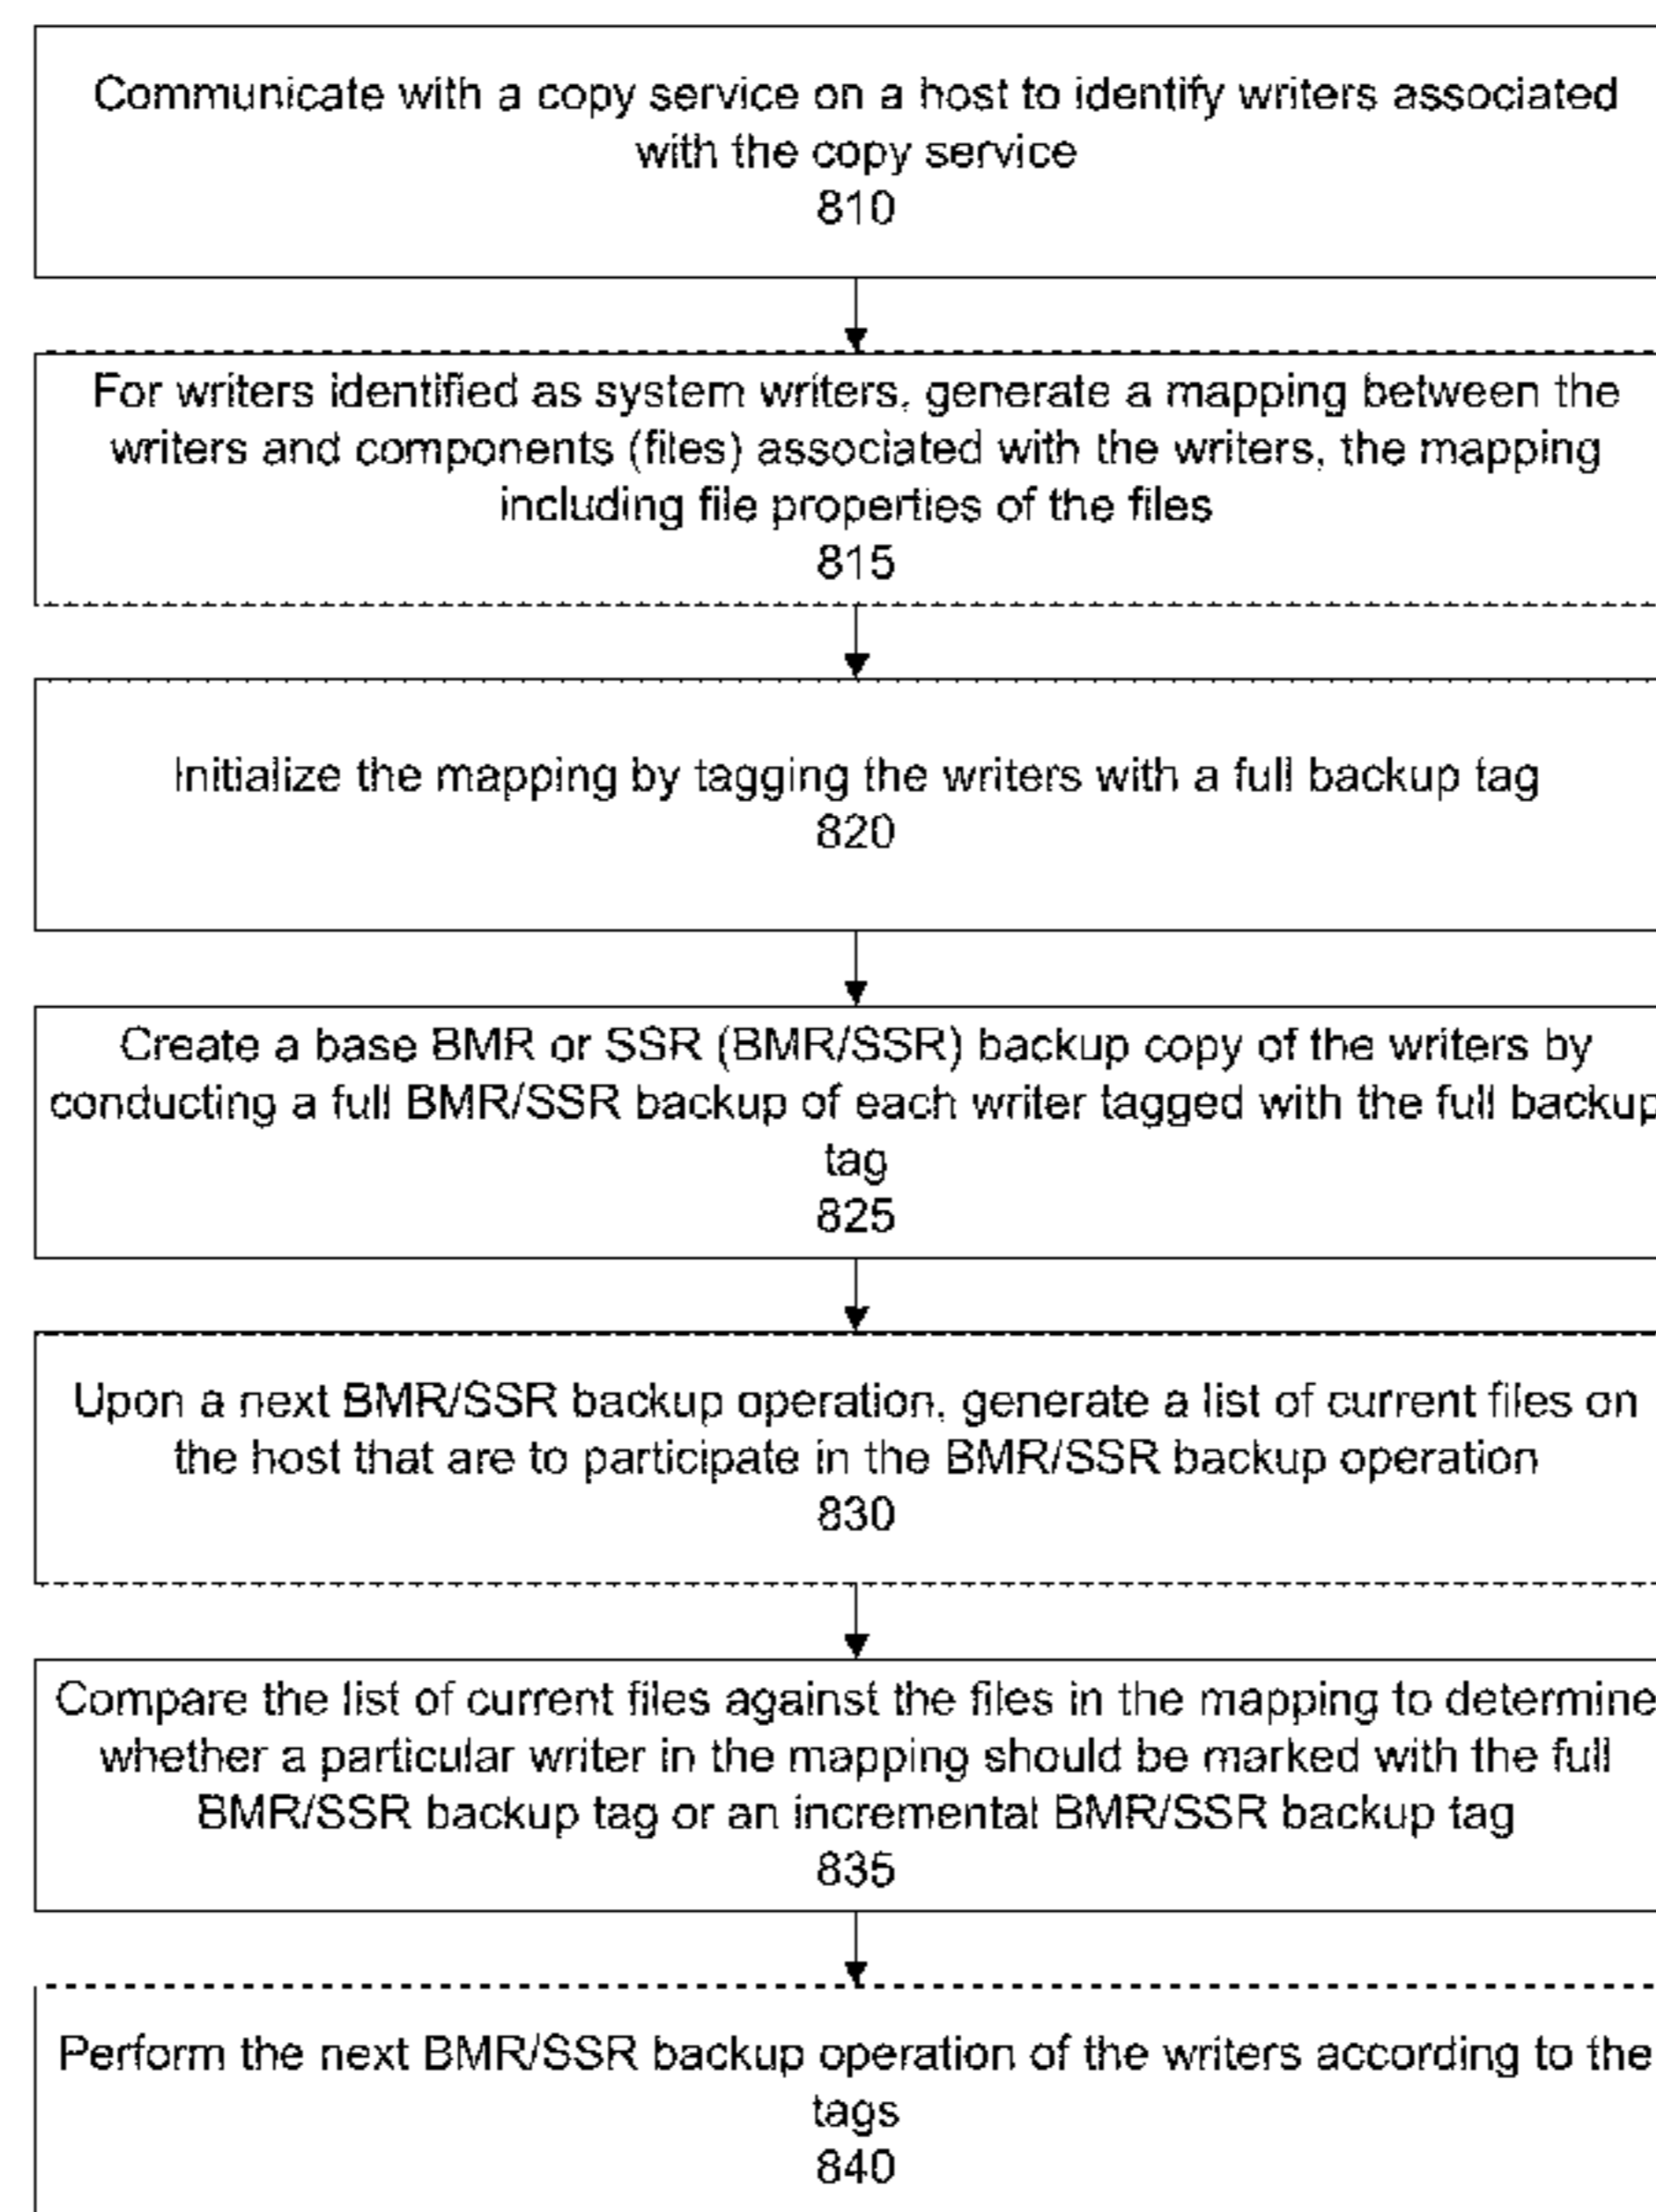 Communicate with a copy service on a host to identify writers associated
with the copy service
810
For writers identified as system writers, generate a mapping between the
writers and components (files) associated with the writers, the mapping
including file properties of the files
815
Initialize the mapping by tagging the writers with a full backup tag
820
Create a base BMR or SSR (BMR/SSR) backup copy of the writers by
conducting a full BMR/SSR backup of each writer tagged with the full backup
tag
825
Upon a next BMR/SSR backup operation, generate a list of current files on
the host that are to participate in the BMR/SSR backup operation
830
Compare the list of current files against the files in the mapping to determine
whether a particular writer in the mapping should be marked with the full
BMR/SSR backup tag or an incremental BMR/SSR backup tag
835
Perform the next BMR/SSR backup operation of the writers according to the
tags
840